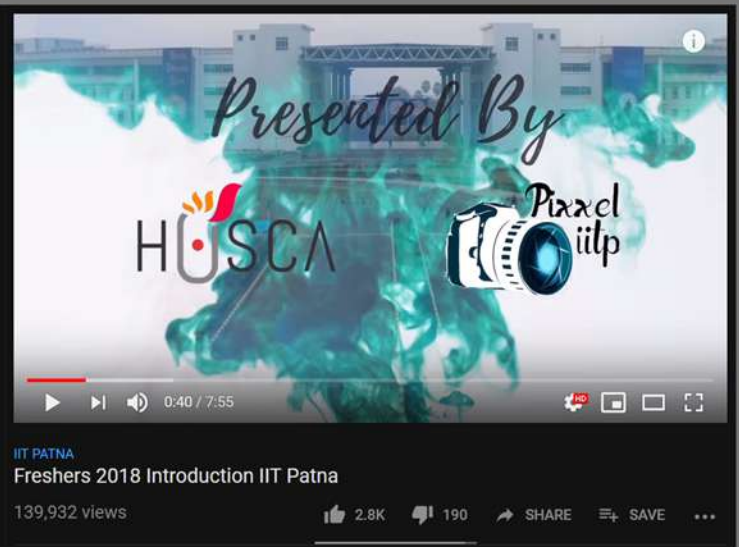 Presented By
HUSCA
Pixxel
iitp
0:40 / 7:55
HD
IIT PATNA
Freshers 2018 Introduction IIT Patna
139,932 views
2.8K
190
SHARE
SAVE